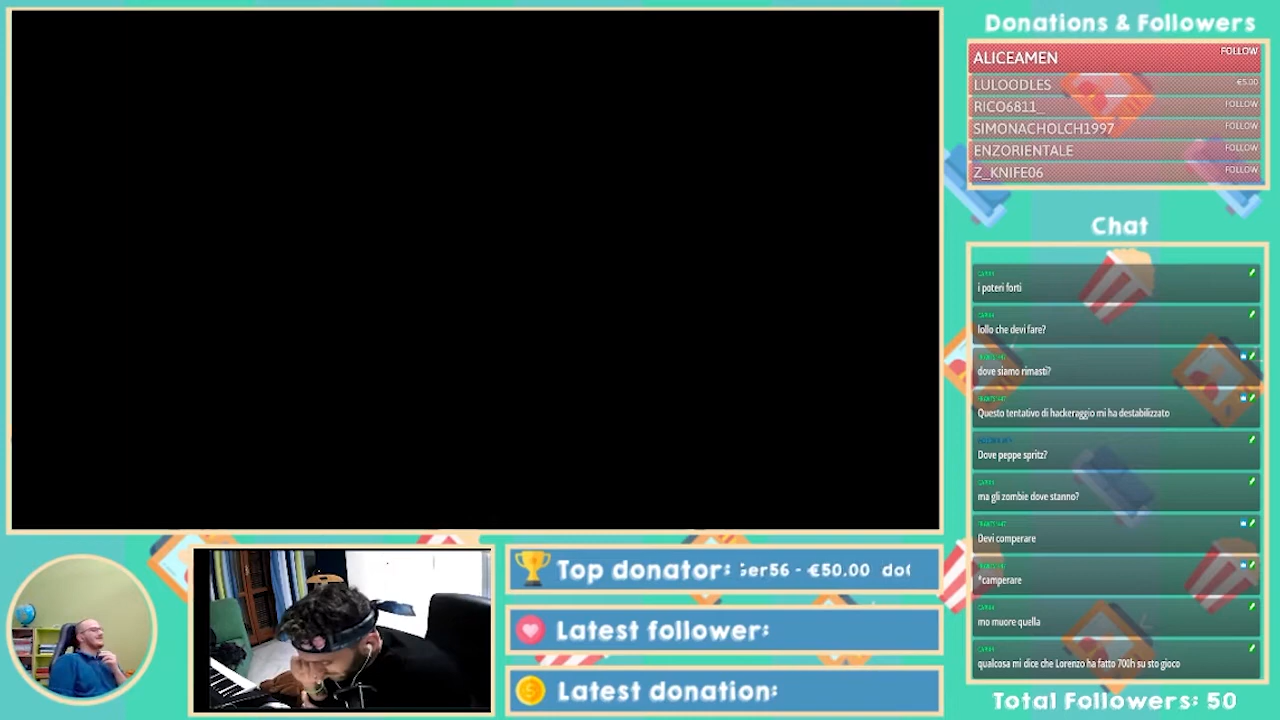 Donations & Followers
ALICEAMEN FOLLOW
LULOODLES €5.00
RICO6811_ FOLLOW
SIMONACHOLCH1997 FOLLOW
ENZORIENTALE FOLLOW
Z_KNIFE06 FOLLOW
Chat
i poteri forti
lollo che devi fare?
dove siamo rimasti?
Questo tentativo di hackeraggio mi ha destabilizzato
Dove peppe spritz?
ma gli zombie dove stanno?
Devi comperare
*camperare
mo muore quella
qualcosa mi dice che Lorenzo ha fatto 700h su sto gioco
Total Followers: 50
Top donator: er56 - €50.00
Latest follower:
Latest donation: